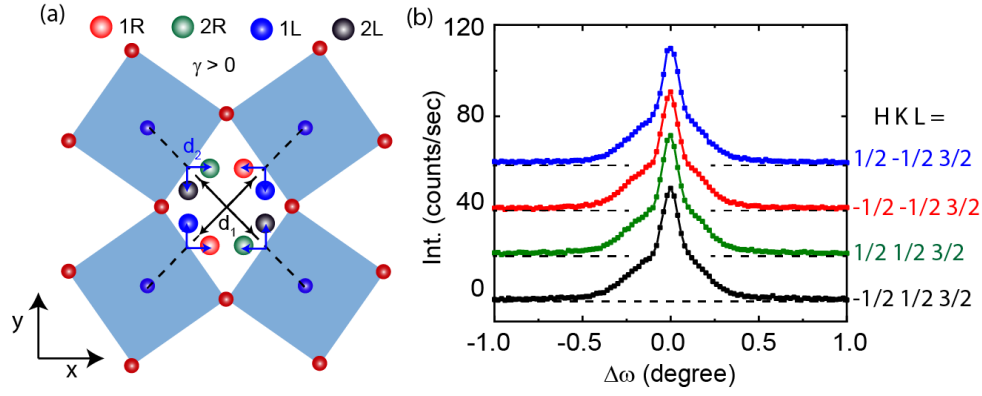 (a)
1R 2R 1L 2L
γ > 0
d2
d1
y
x
(b)
120
80
40
0
Int. (counts/sec)
-1.0 -0.5 0.0 0.5 1.0
Δω (degree)
H K L =
1/2 -1/2 3/2
-1/2 -1/2 3/2
1/2 1/2 3/2
-1/2 1/2 3/2